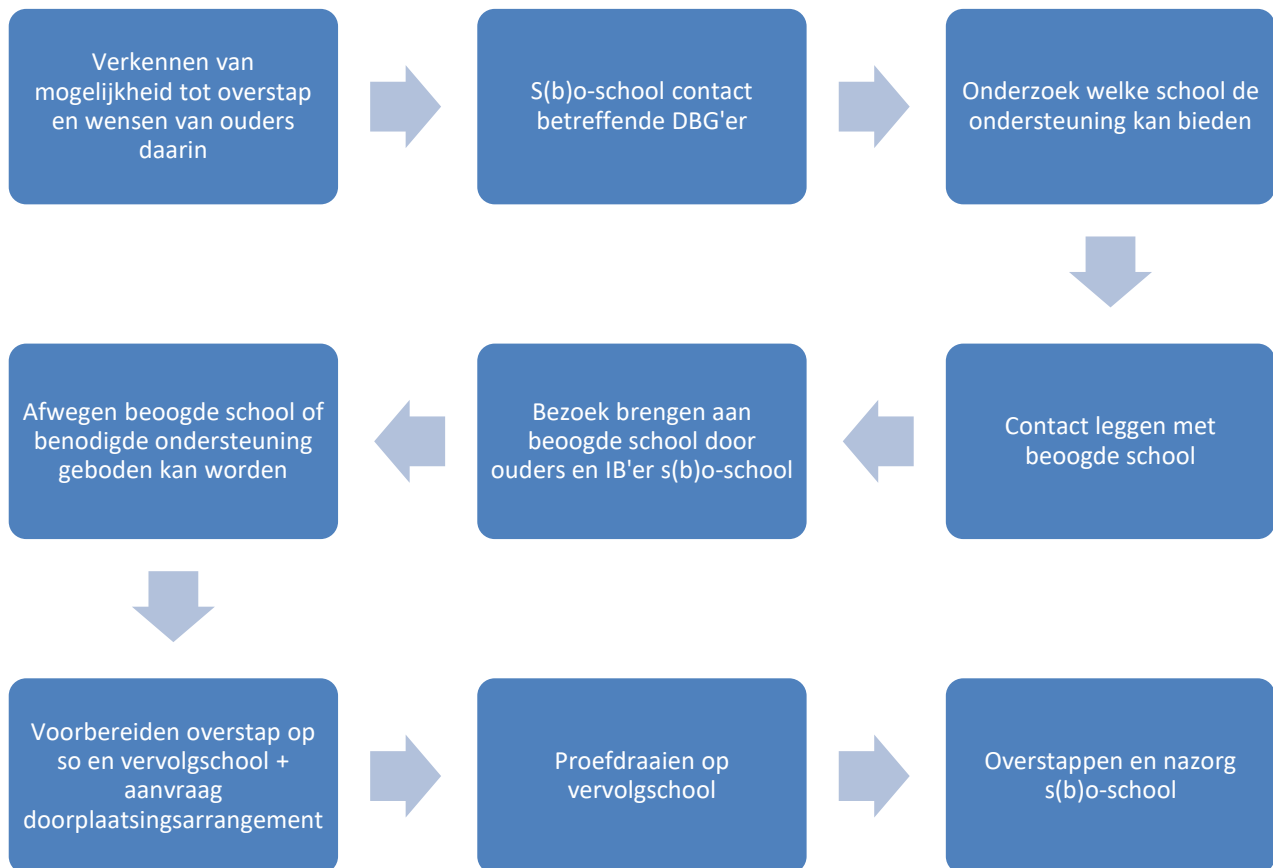 Verkennen van
mogelijkheid tot overstap
en wensen van ouders
daarin
S(b)o-school contact
betreffende DBG'er
Onderzoek welke school de
ondersteuning kan bieden
Contact leggen met
beoogde school
Bezoek brengen aan
beoogde school door
ouders en IB'er s(b)o-school
Afwegen beoogde school of
benodigde ondersteuning
geboden kan worden
Voorbereiden overstap op
so en vervolgschool +
aanvraag
doorplaatsingsarrangement
Proefdraaien op
vervolgschool
Overstappen en nazorg
s(b)o-school